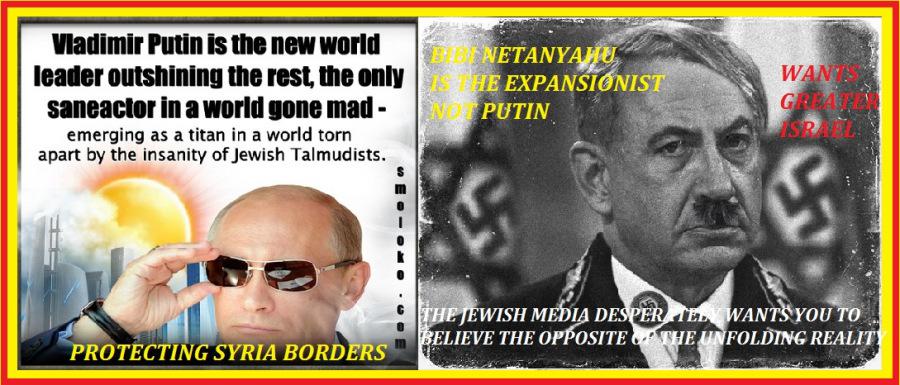 Vladimir Putin is the new world
leader outshining the rest, the only
saneactor in a world gone mad -
emerging as a titan in a world torn
apart by the insanity of Jewish Talmudists.
smoloko.com
PROTECTING SYRIA BORDERS
BIBI NETANYAHU
IS THE EXPANSIONIST
NOT PUTIN
WANTS
GREATER
ISRAEL
THE JEWISH MEDIA DESPERATELY WANTS YOU TO
BELIEVE THE OPPOSITE OF THE UNFOLDING REALITY